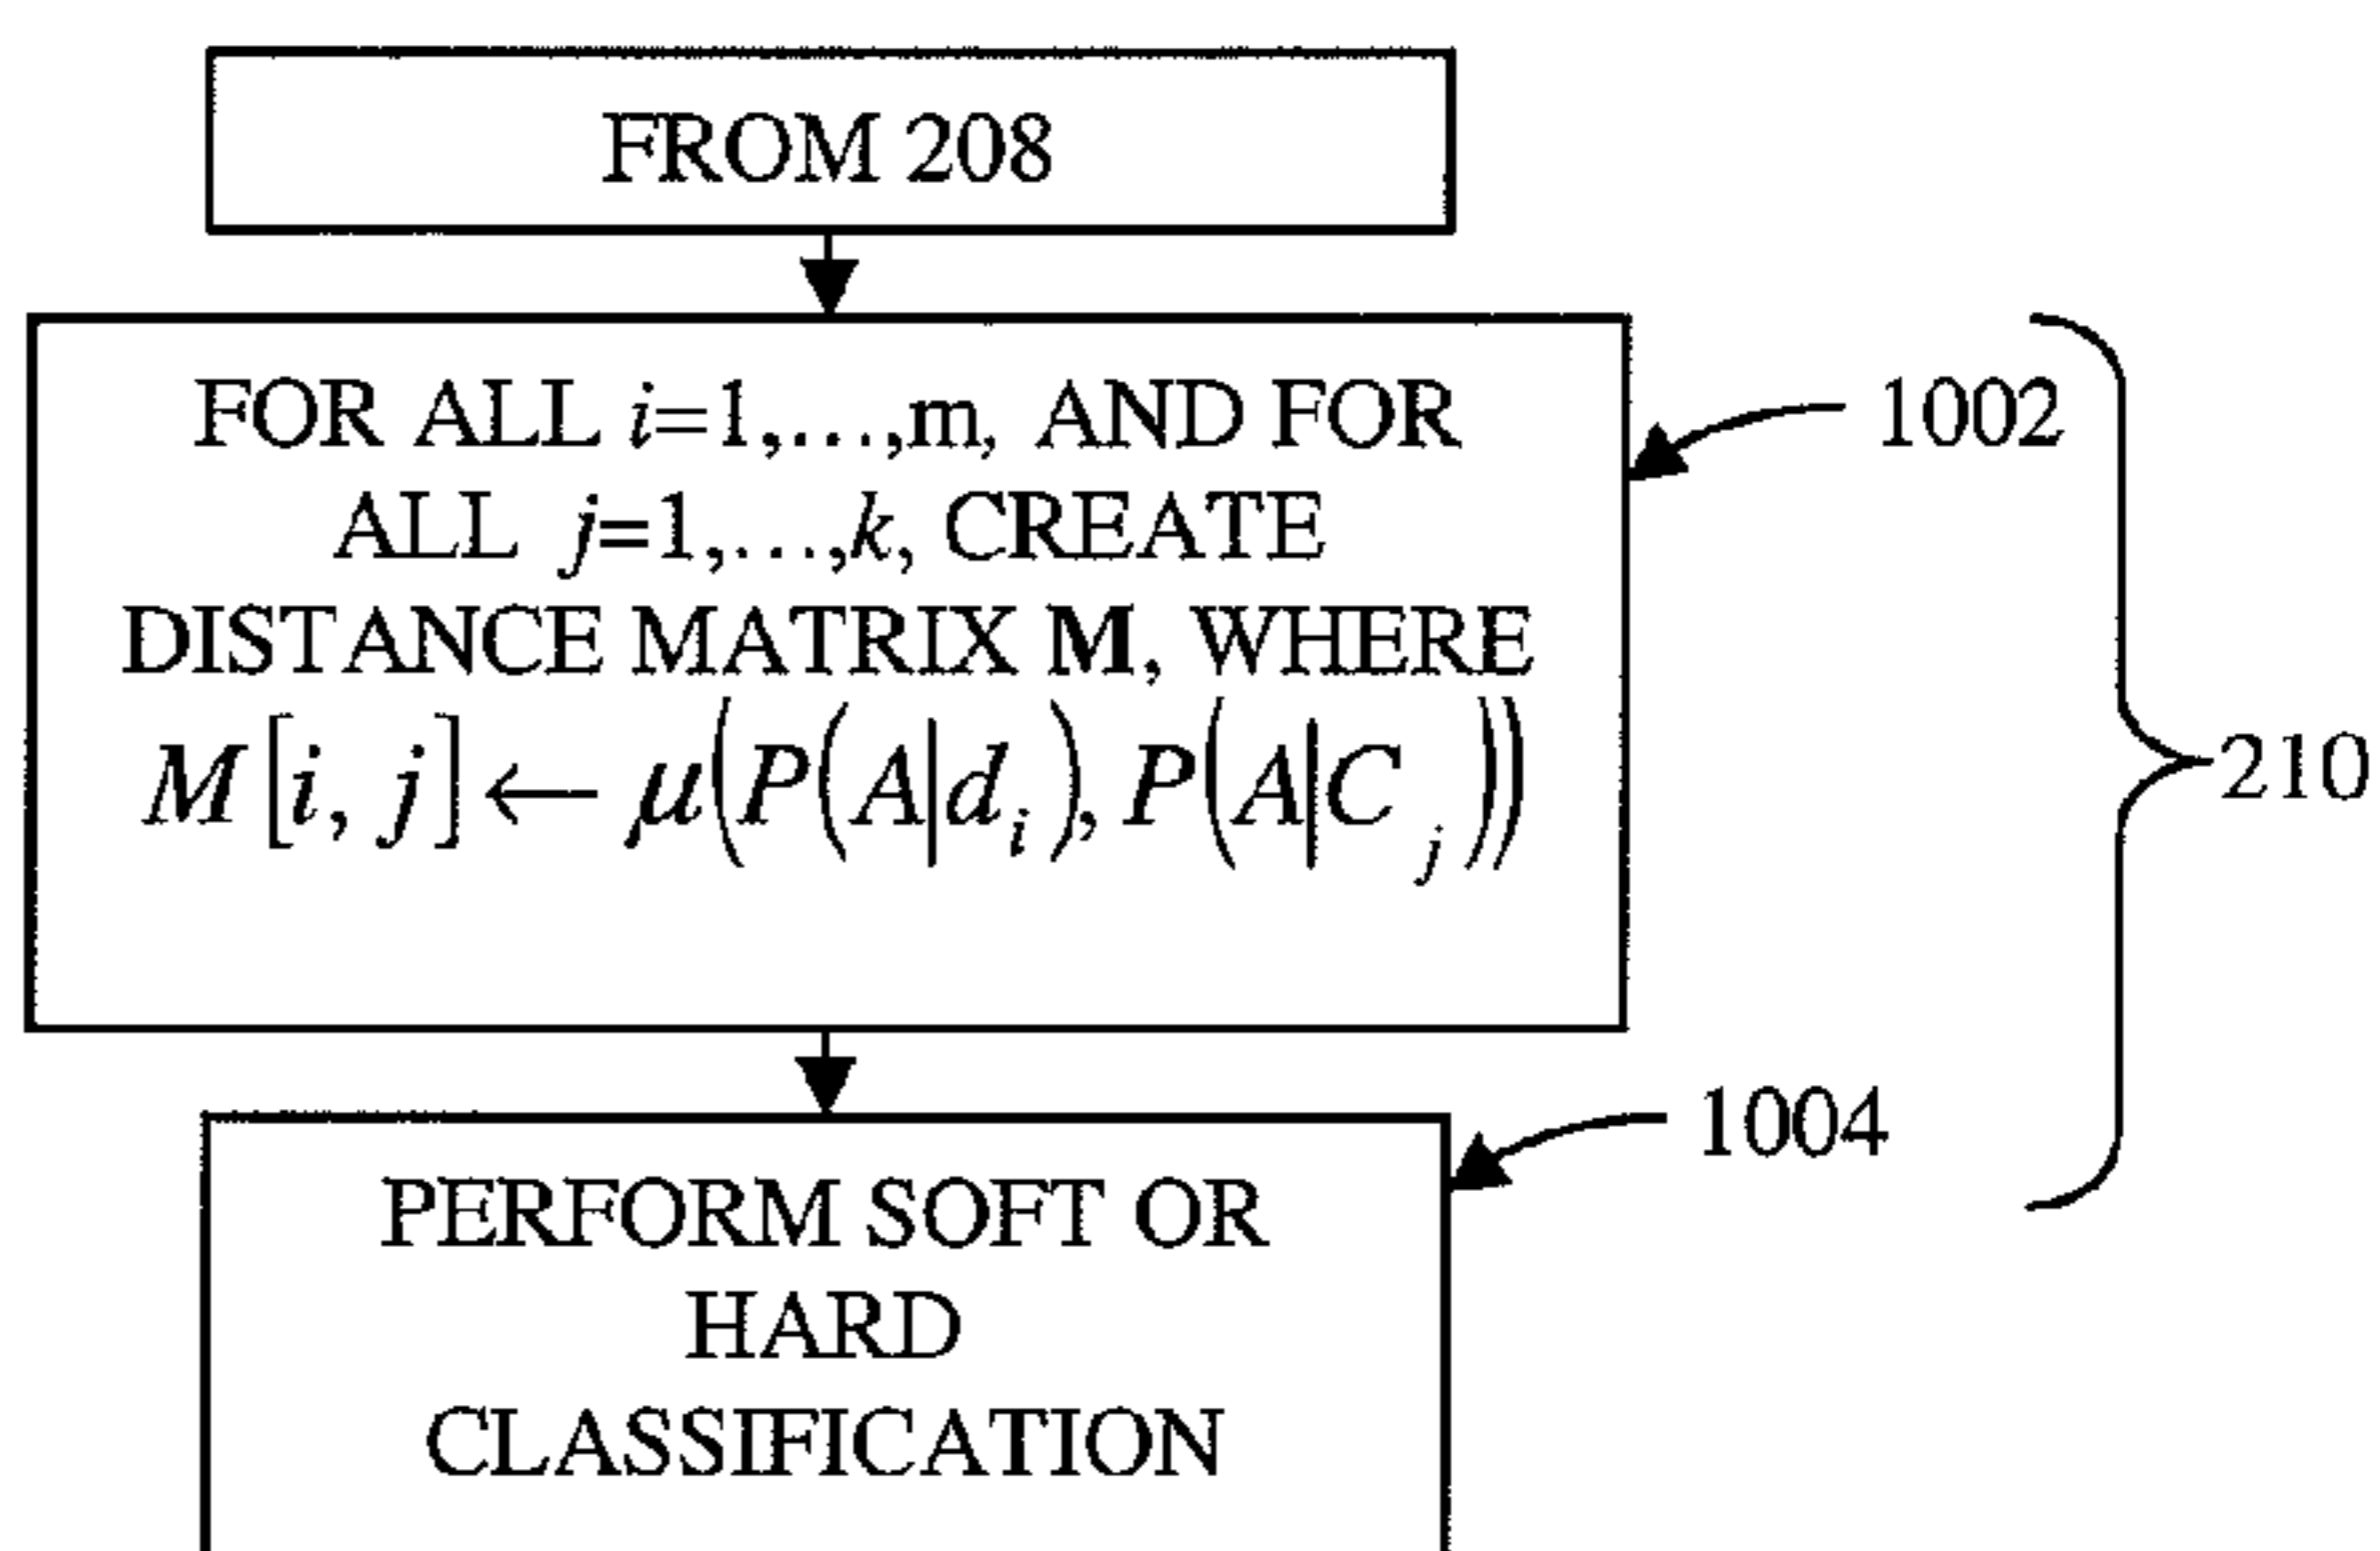 FROM 208
FOR ALL i=1,...,m, AND FOR
ALL j=1,...,k, CREATE
DISTANCE MATRIX M, WHERE
M[i, j]← μ(P(A|d_i), P(A|C_j))
1002
210
1004
PERFORM SOFT OR
HARD
CLASSIFICATION